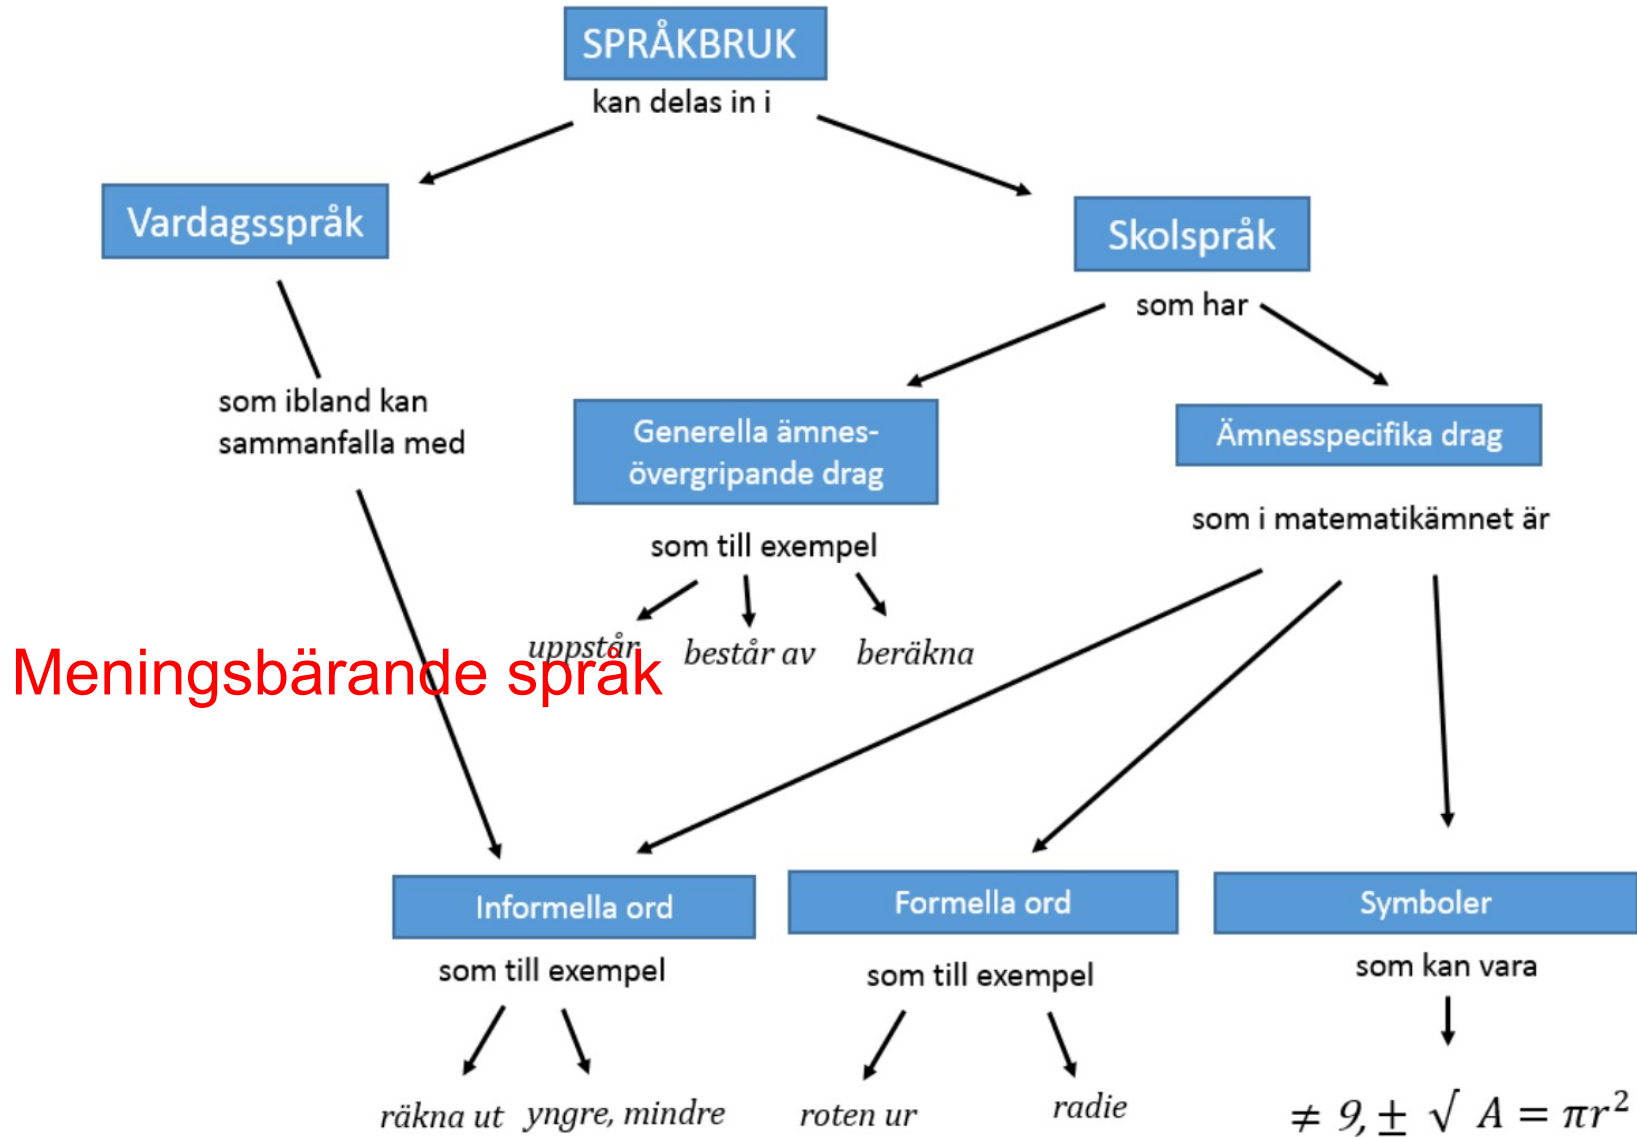 SPRÅKBRUK
kan delas in i
Vardagsspråk
Skolspråk
som har
som ibland kan
sammanfalla med
Generella ämnes-
övergripande drag
Ämnesspecifika drag
som i matematikämnet är
som till exempel
uppstår består av beräkna
Meningsbärande språk
Informella ord
Formella ord
Symboler
som till exempel
som till exempel
som kan vara
räkna ut yngre, mindre
roten ur
radie
≠ 9, ± √ A = πr²